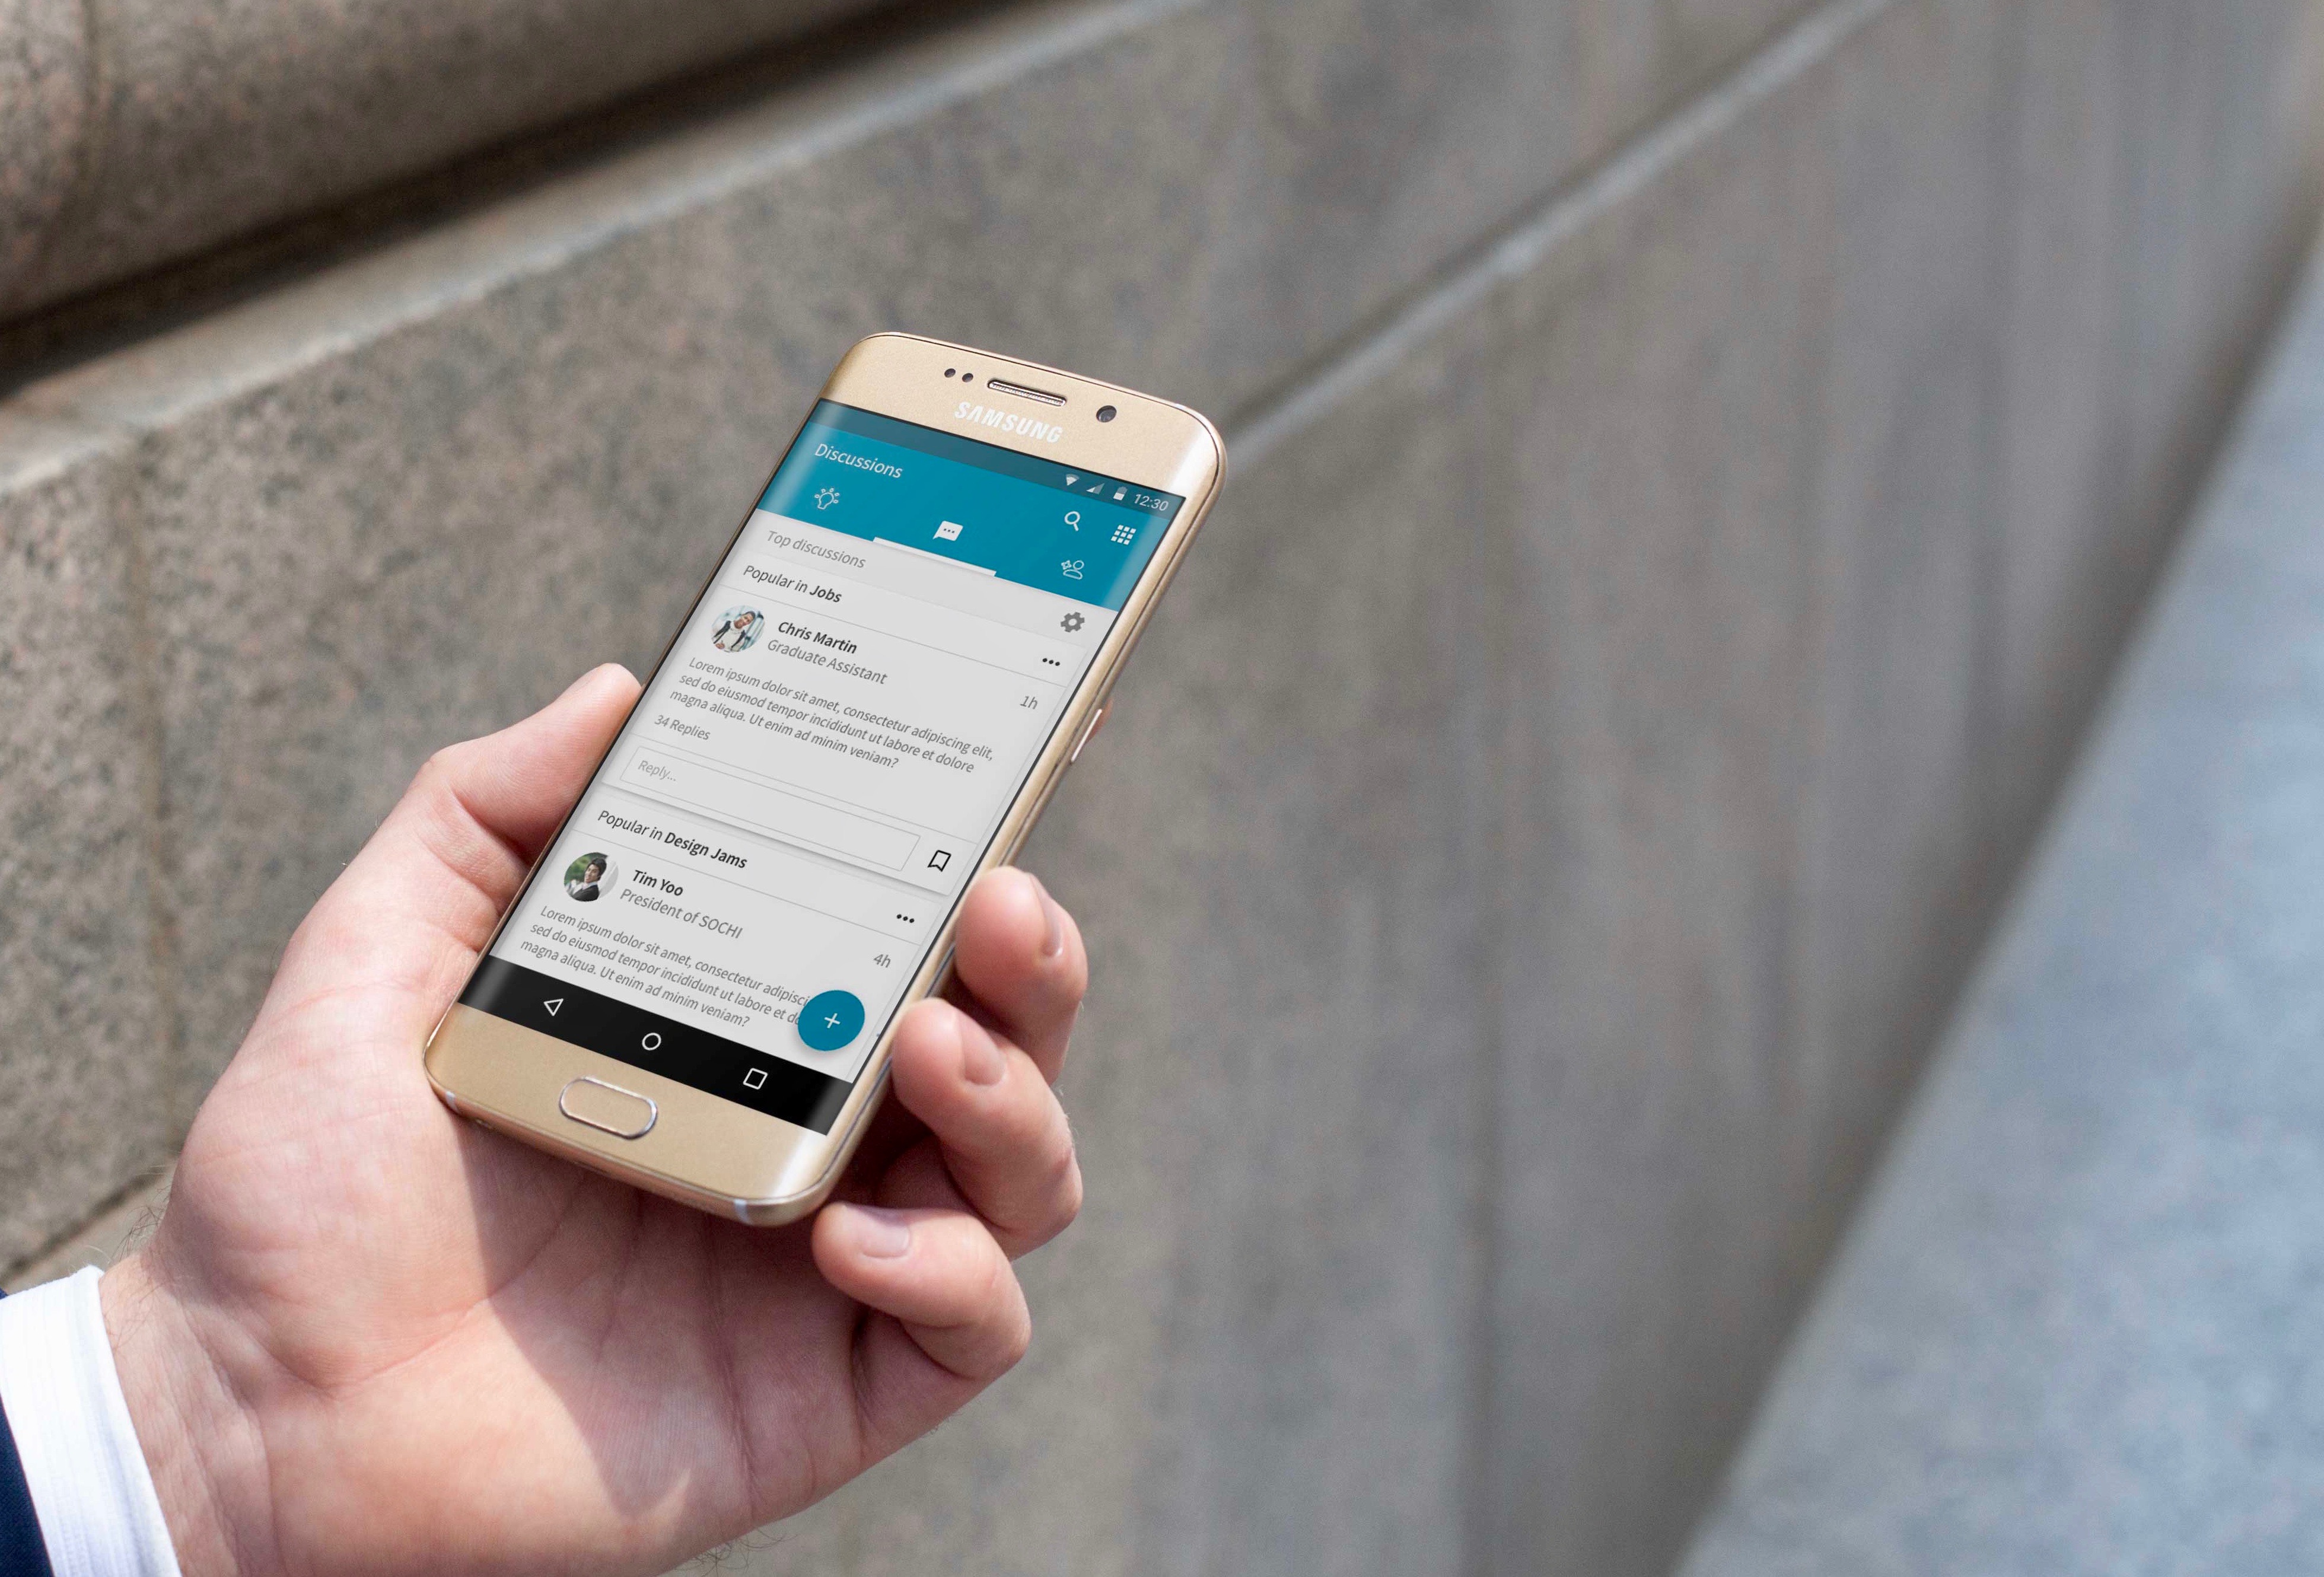 SAMSUNG
12:30
Discussions
Top discussions
Popular in Jobs
Chris Martin
Graduate Assistant
1h
Lorem ipsum dolor sit amet, consectetur adipiscing elit,
sed do eiusmod tempor incididunt ut labore et dolore
magna aliqua. Ut enim ad minim veniam?
34 Replies
Reply...
Popular in Design Jams
Tim Yoo
President of SOCHI
4h
Lorem ipsum dolor sit amet, consectetur adipisci
sed do eiusmod tempor incididunt ut labore et do
magna aliqua. Ut enim ad minim veniam?